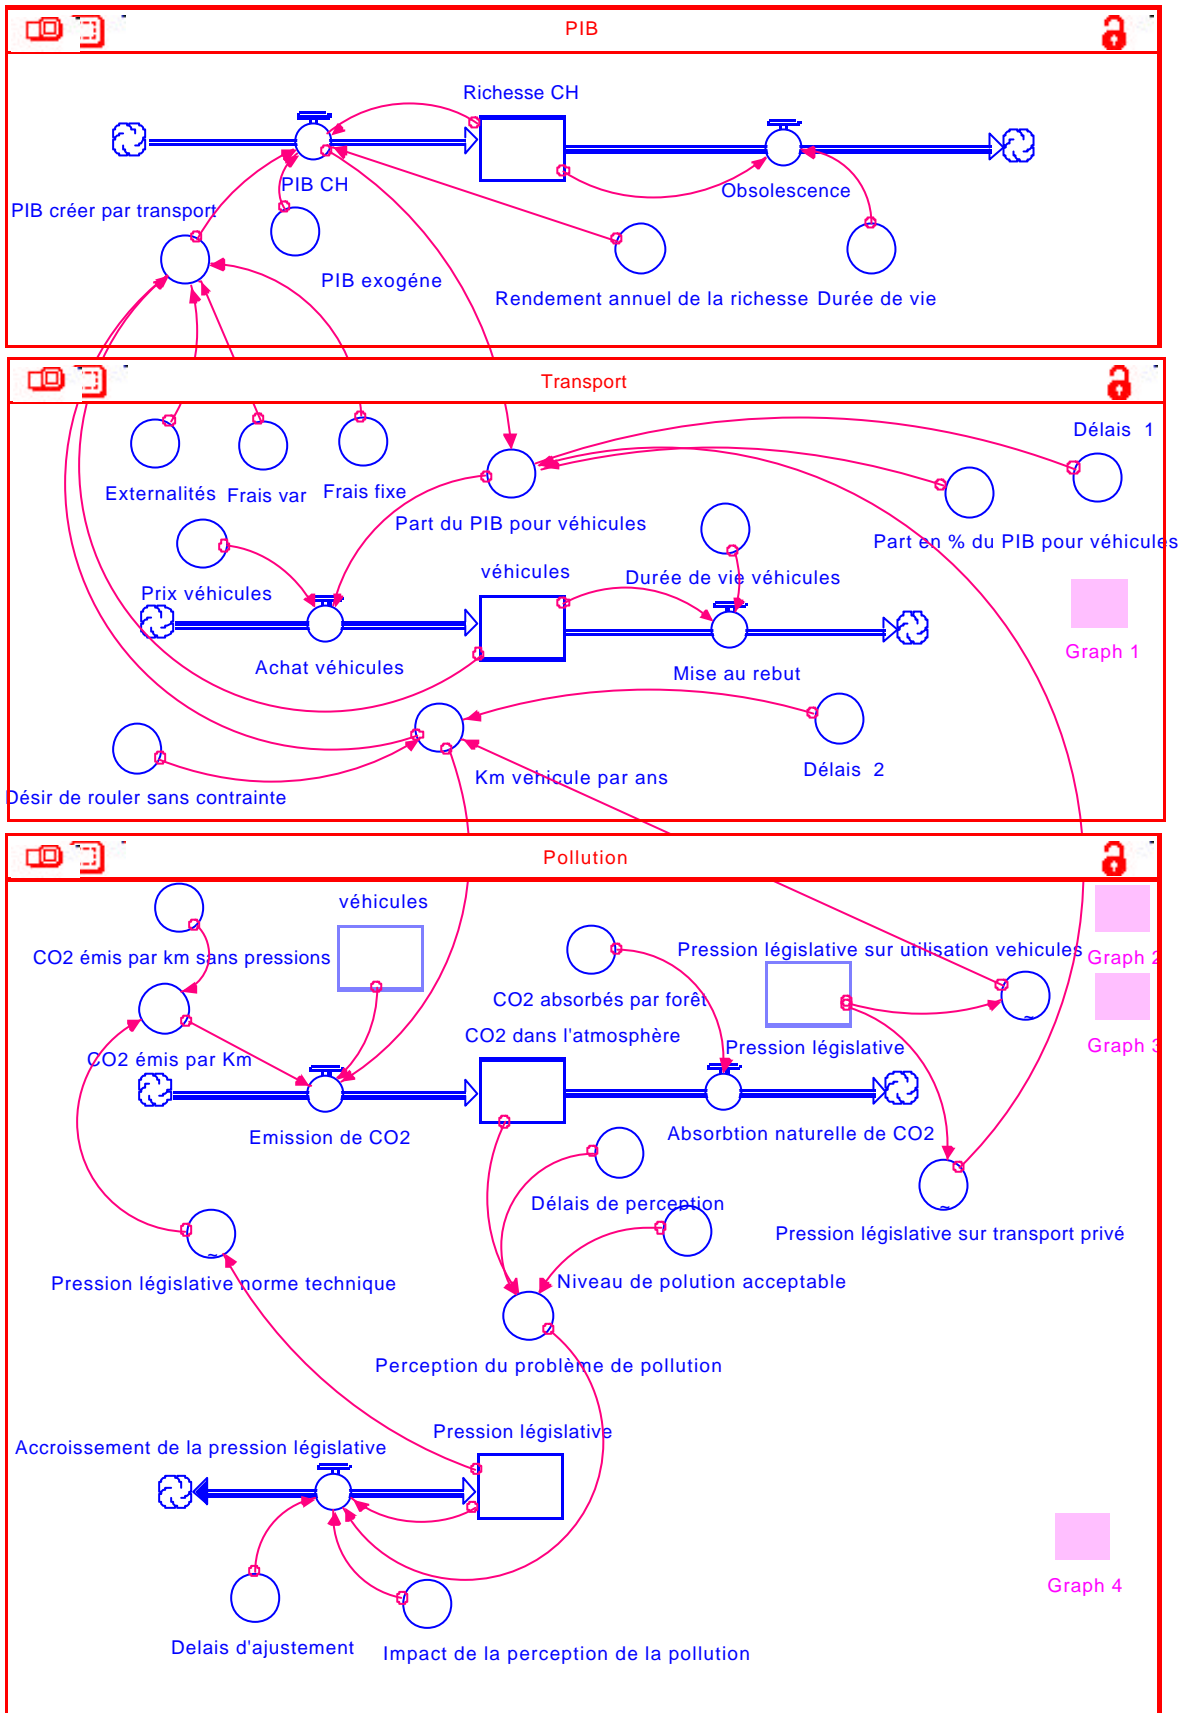 PIB
Richesse CH
PIB CH
Obsolescence
PIB créer par transport
PIB exogéne
Rendement annuel de la richesse
Durée de vie
Transport
Délais 1
Externalités
Frais var
Frais fixe
Part du PIB pour véhicules
Part en % du PIB pour véhicules
Prix véhicules
véhicules
Durée de vie véhicules
Graph 1
Achat véhicules
Mise au rebut
Km vehicule par ans
Délais 2
Désir de rouler sans contrainte
Pollution
véhicules
CO2 émis par km sans pressions
Pression législative sur utilisation vehicules
Graph 2
CO2 absorbés par forêt
CO2 dans l'atmosphère
Pression législative
Graph 3
CO2 émis par Km
Emission de CO2
Absorbtion naturelle de CO2
~
Délais de perception
~
Pression législative sur transport privé
~
Pression législative norme technique
Niveau de polution acceptable
Perception du problème de pollution
Pression législative
Accroissement de la pression législative
Graph 4
Delais d'ajustement
Impact de la perception de la pollution